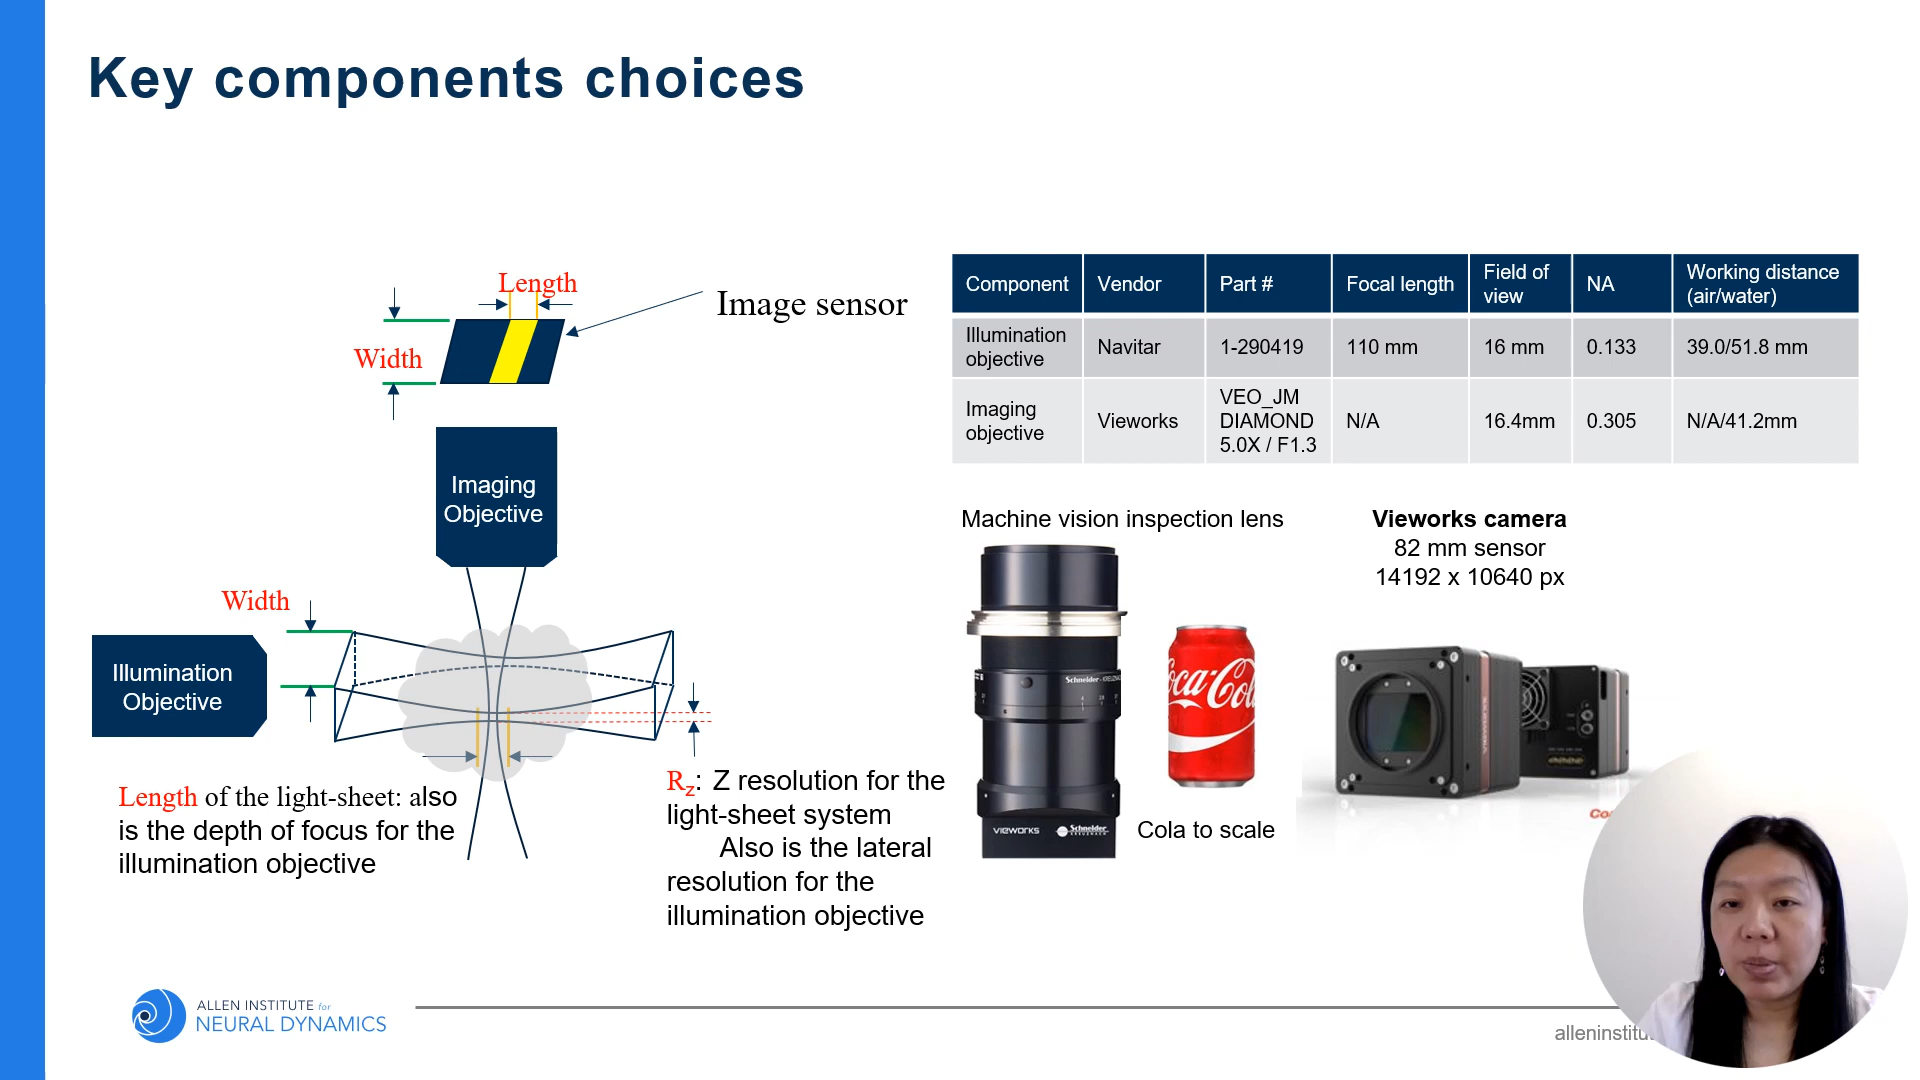 Key components choices
Length
Image sensor
Width
Imaging
Objective
Width
Illumination
Objective
Length of the light-sheet: also
is the depth of focus for the
illumination objective
Rz: Z resolution for the
light-sheet system
Also is the lateral
resolution for the
illumination objective
Component Vendor Part # Focal length Field of view NA Working distance (air/water)
Illumination objective Navitar 1-290419 110 mm 16 mm 0.133 39.0/51.8 mm
Imaging objective Vieworks VEO_JM DIAMOND 5.0X / F1.3 N/A 16.4mm 0.305 N/A/41.2mm
Machine vision inspection lens
Vieworks camera
82 mm sensor
14192 x 10640 px
vieworks Schneider
Coca-Cola
Cola to scale
ALLEN INSTITUTE for
NEURAL DYNAMICS